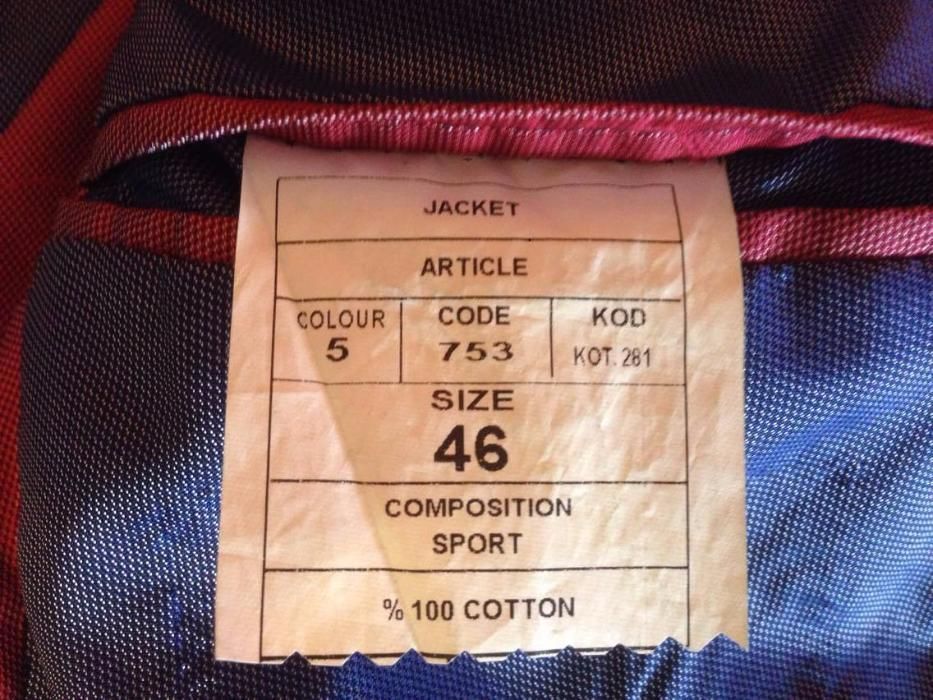 JACKET
ARTICLE
COLOUR CODE KOD
5 753 KOT. 281
SIZE
46
COMPOSITION
SPORT
% 100 COTTON